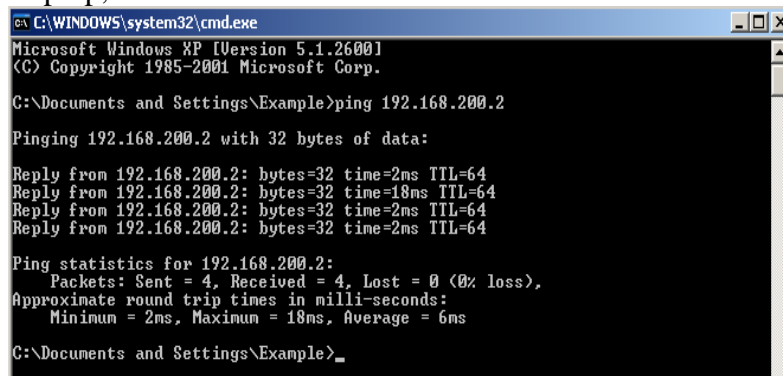 C:\WINDOWS\system32\cmd.exe
Microsoft Windows XP [Version 5.1.2600]
(C) Copyright 1985-2001 Microsoft Corp.
C:\Documents and Settings\Example>ping 192.168.200.2
Pinging 192.168.200.2 with 32 bytes of data:
Reply from 192.168.200.2: bytes=32 time=2ms TTL=64
Reply from 192.168.200.2: bytes=32 time=18ms TTL=64
Reply from 192.168.200.2: bytes=32 time=2ms TTL=64
Reply from 192.168.200.2: bytes=32 time=2ms TTL=64
Ping statistics for 192.168.200.2:
Packets: Sent = 4, Received = 4, Lost = 0 (0% loss),
Approximate round trip times in milli-seconds:
Minimum = 2ms, Maximum = 18ms, Average = 6ms
C:\Documents and Settings\Example>_